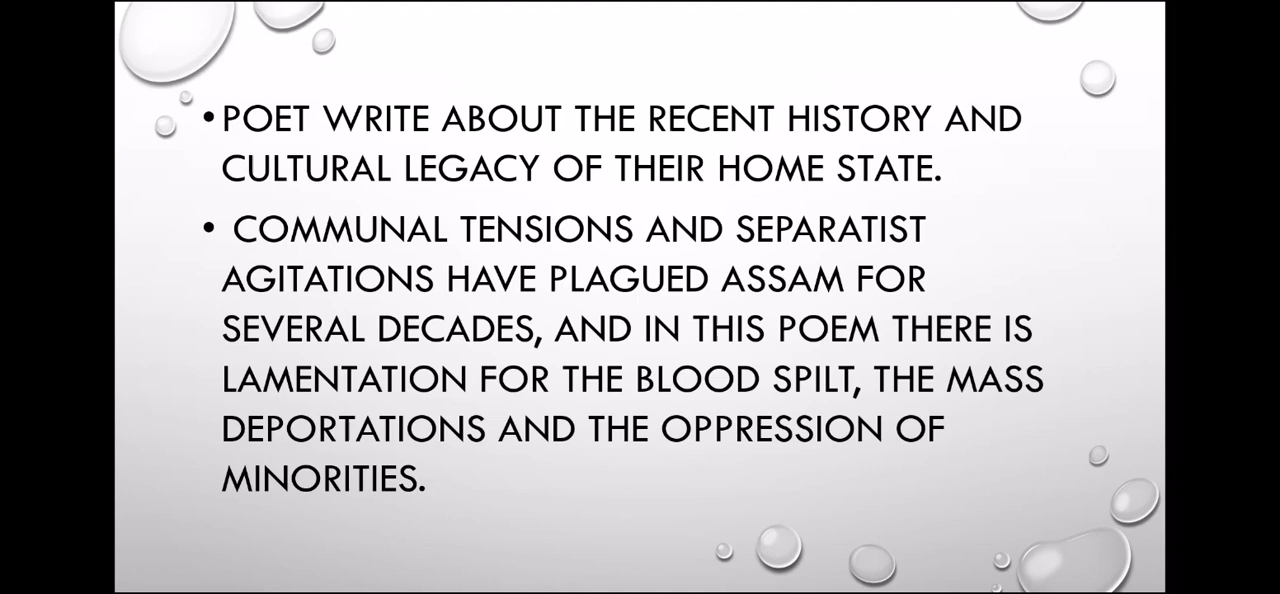 • POET WRITE ABOUT THE RECENT HISTORY AND
CULTURAL LEGACY OF THEIR HOME STATE.
• COMMUNAL TENSIONS AND SEPARATIST
AGITATIONS HAVE PLAGUED ASSAM FOR
SEVERAL DECADES, AND IN THIS POEM THERE IS
LAMENTATION FOR THE BLOOD SPILT, THE MASS
DEPORTATIONS AND THE OPPRESSION OF
MINORITIES.